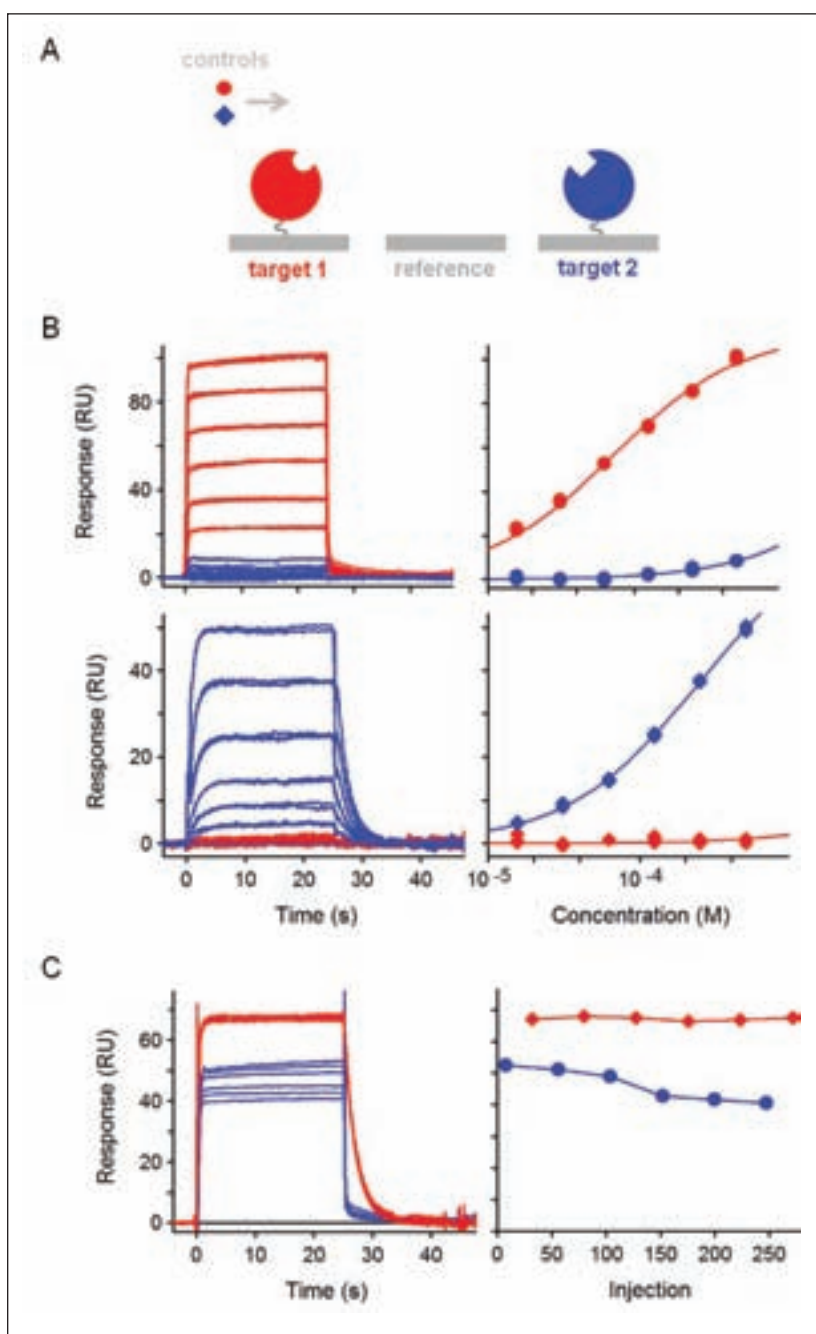 A
controls
target 1
reference
target 2
B
Response (RU)
80
40
0
Response (RU)
40
20
0
0 10 20 30 40
Time (s)
10-5 10-4
Concentration (M)
C
Response (RU)
60
40
20
0
0 10 20 30 40
Time (s)
0 50 100 150 200 250
Injection